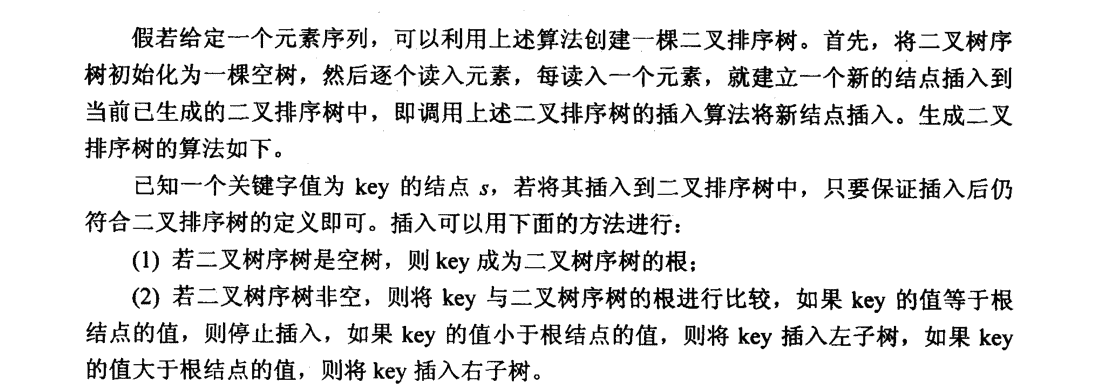 假若给定一个元素序列，可以利用上述算法创建一棵二叉排序树。首先，将二叉树序
树初始化为一棵空树，然后逐个读入元素，每读入一个元素，就建立一个新的结点插入到
当前已生成的二叉排序树中，即调用上述二叉排序树的插入算法将新结点插入。生成二叉
排序树的算法如下。
已知一个关键字值为 key 的结点 s，若将其插入到二叉排序树中，只要保证插入后仍
符合二叉排序树的定义即可。插入可以用下面的方法进行：
(1) 若二叉树序树是空树，则 key 成为二叉树序树的根；
(2) 若二叉树序树非空，则将 key 与二叉树序树的根进行比较，如果 key 的值等于根
结点的值，则停止插入，如果 key 的值小于根结点的值，则将 key 插入左子树，如果 key
的值大于根结点的值，则将 key 插入右子树。